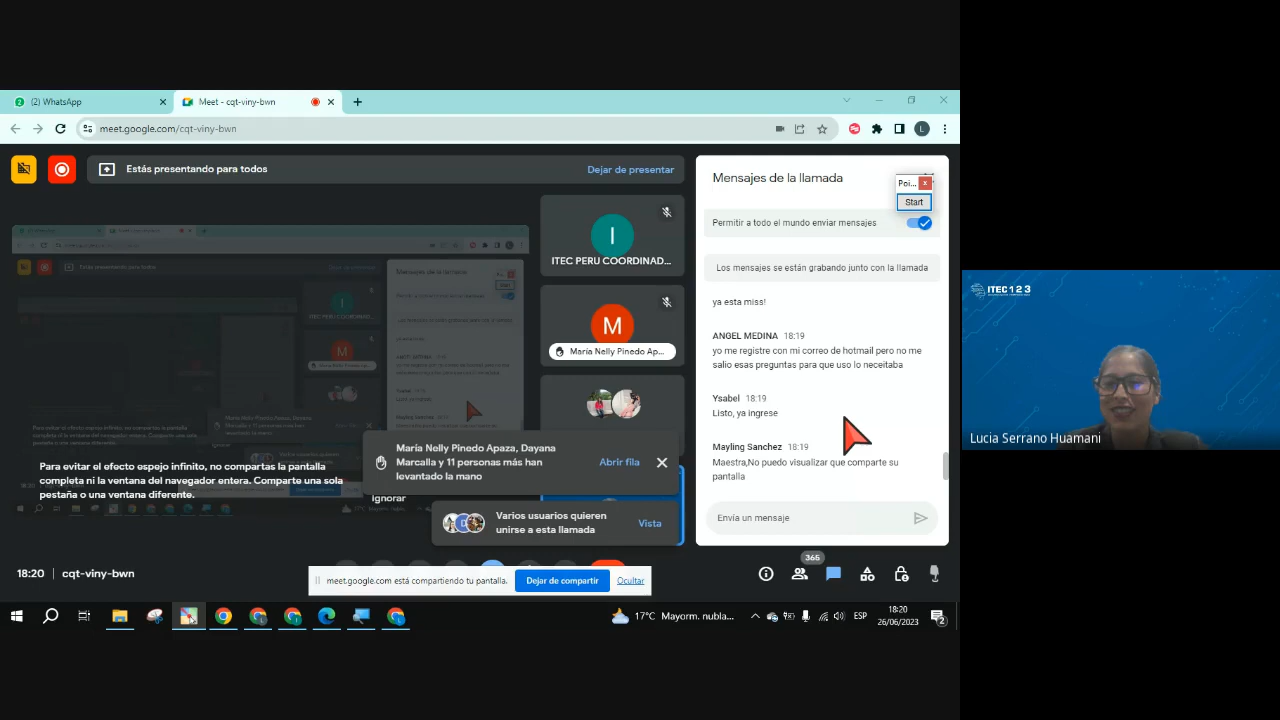 (2) WhatsApp
Meet - cqt-viny-bwn
meet.google.com/cqt-viny-bwn
L
Estás presentando para todos
Dejar de presentar
I
ITEC PERU COORDINAD...
M
María Nelly Pinedo Ap...
Para evitar el efecto espejo infinito, no compartas la pantalla
completa ni la ventana del navegador entera. Comparte una sola
pestaña o una ventana diferente.
Ignorar
María Nelly Pinedo Apaza, Dayana
Marcalla y 11 personas más han
levantado la mano
Abrir fila
Varios usuarios quieren
unirse a esta llamada
Vista
Mensajes de la llamada
Poi...
Start
Permitir a todo el mundo enviar mensajes
Los mensajes se están grabando junto con la llamada
ya esta miss!
ANGEL MEDINA 18:19
yo me registre con mi correo de hotmail pero no me
salio esas preguntas para que uso lo neceitaba
Ysabel 18:19
Listo, ya ingrese
Mayling Sanchez 18:19
Maestra,No puedo visualizar que comparte su
pantalla
Envía un mensaje
18:20 | cqt-viny-bwn
365
meet.google.com está compartiendo tu pantalla.
Dejar de compartir
Ocultar
17°C Mayorm. nubla...
ESP
18:20
26/06/2023
2
ITEC 1 2 3
Lucia Serrano Huamani